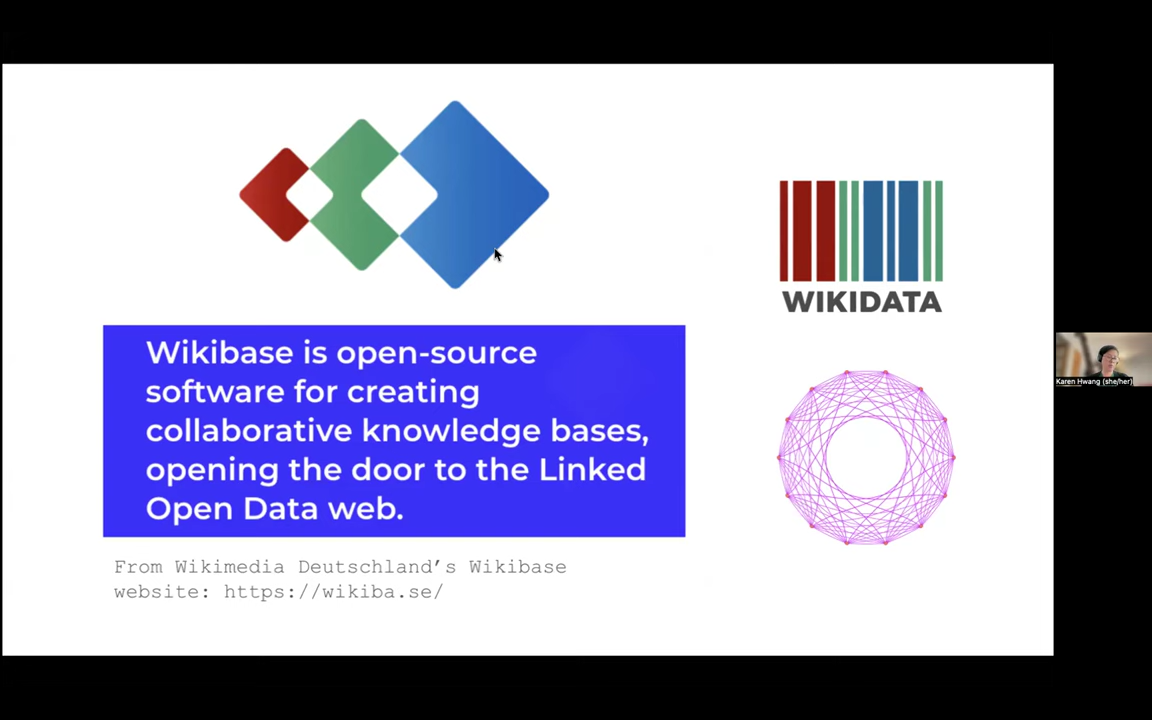 WIKIDATA
Wikibase is open-source
software for creating
collaborative knowledge bases,
opening the door to the Linked
Open Data web.
From Wikimedia Deutschland’s Wikibase
website: https://wikiba.se/
Karen Hwang (she/her)